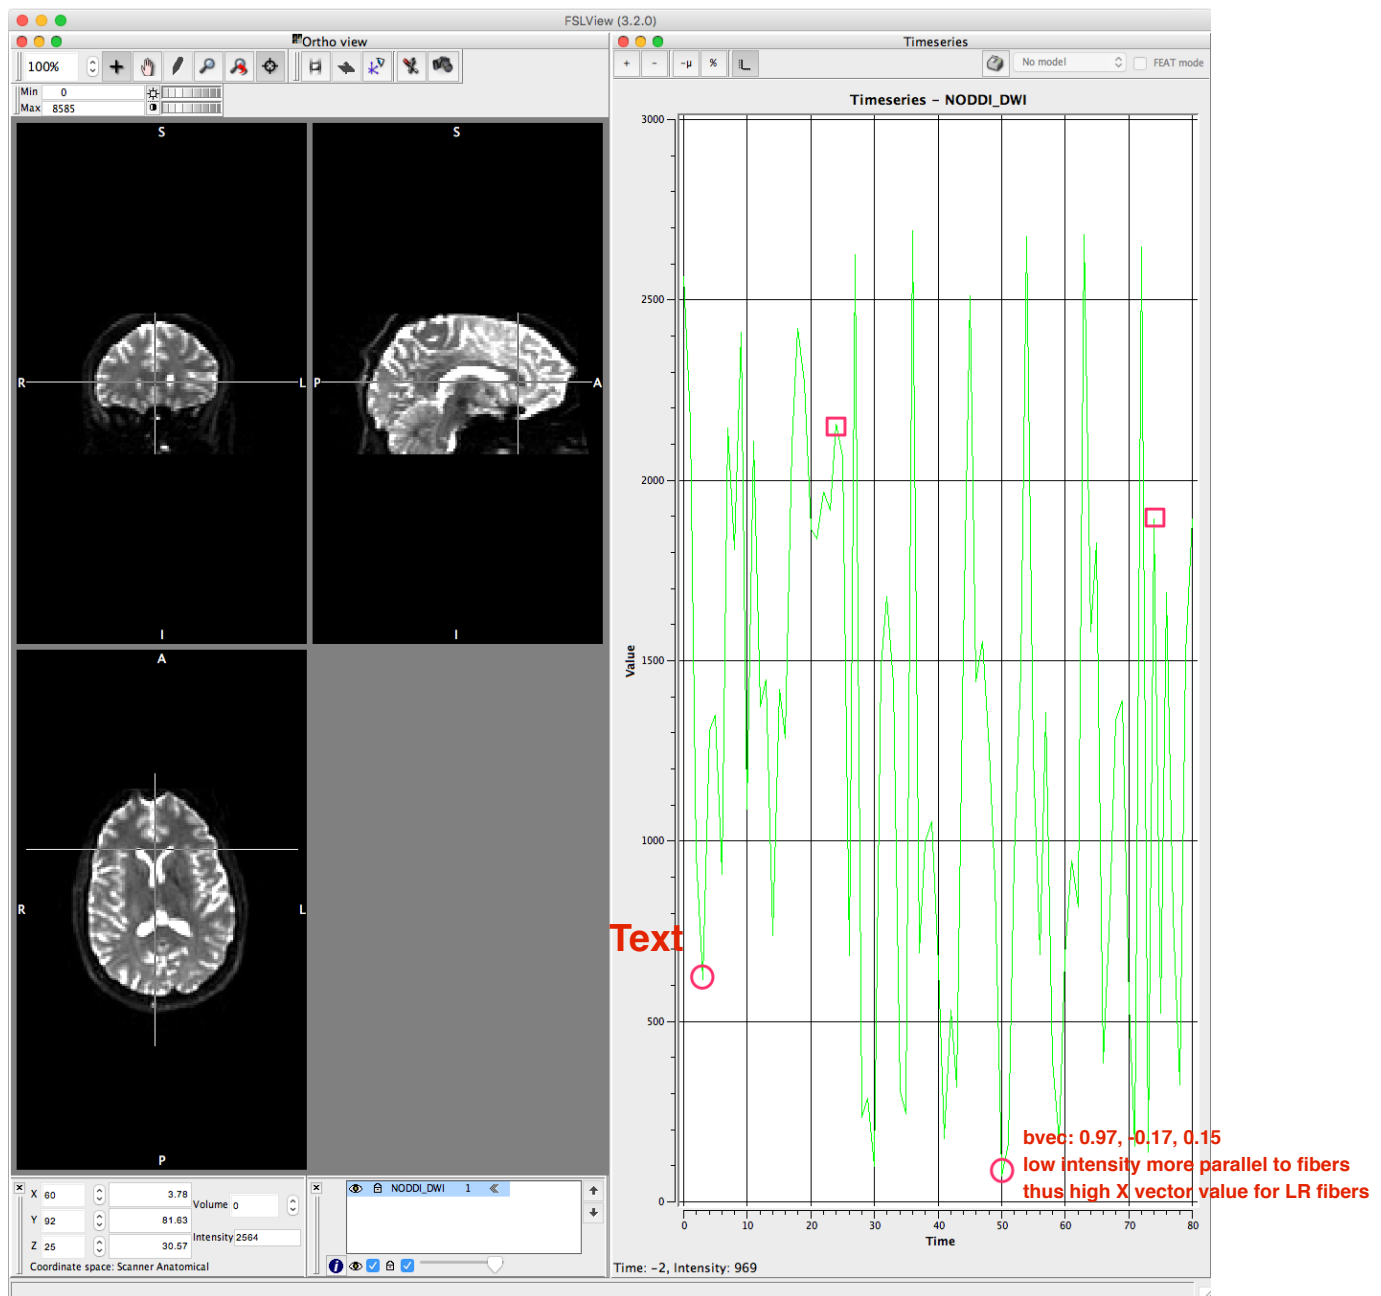 FSLView (3.2.0)
Ortho view
100%
Min 0
Max 8585
S
R
L
I
S
P
A
I
A
R
L
P
X 60 3.78
Y 92 81.63
Z 25 30.57
Volume 0
Intensity 2564
Coordinate space: Scanner Anatomical
NODDI_DWI 1
Timeseries
+ - -μ %
No model
FEAT mode
Timeseries – NODDI_DWI
Value
3000
2500
2000
1500
1000
500
0
0 10 20 30 40 50 60 70 80
Time
Time: -2, Intensity: 969
Text
bvec: 0.97, -0.17, 0.15
low intensity more parallel to fibers
thus high X vector value for LR fibers